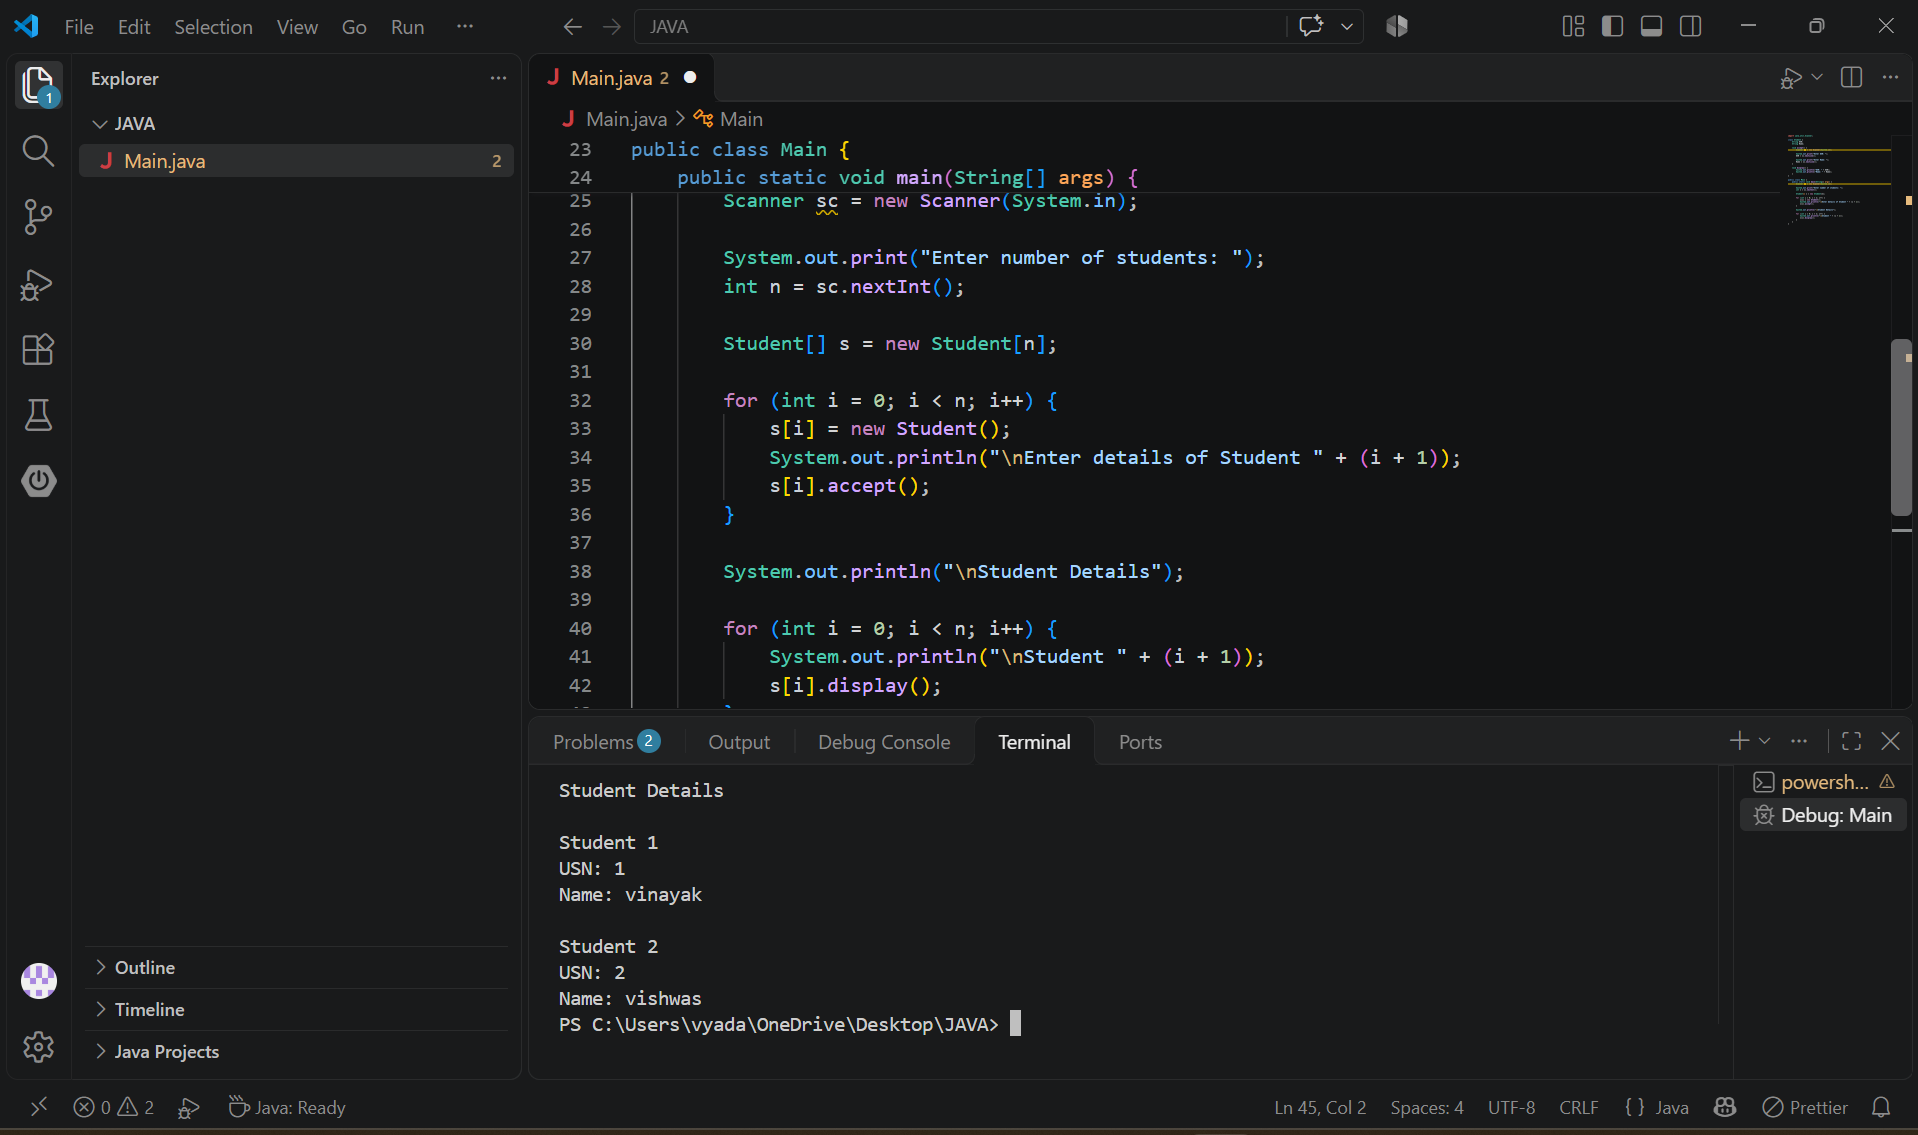 File Edit Selection View Go Run ...
JAVA
Explorer
JAVA
Main.java 2
1
Outline
Timeline
Java Projects
Main.java 2
Main.java > Main
23 public class Main {
24 public static void main(String[] args) {
25 Scanner sc = new Scanner(System.in);
26
27 System.out.print("Enter number of students: ");
28 int n = sc.nextInt();
29
30 Student[] s = new Student[n];
31
32 for (int i = 0; i < n; i++) {
33 s[i] = new Student();
34 System.out.println("\nEnter details of Student " + (i + 1));
35 s[i].accept();
36 }
37
38 System.out.println("\nStudent Details");
39
40 for (int i = 0; i < n; i++) {
41 System.out.println("\nStudent " + (i + 1));
42 s[i].display();
Problems 2 Output Debug Console Terminal Ports
Student Details
Student 1
USN: 1
Name: vinayak
Student 2
USN: 2
Name: vishwas
PS C:\Users\vyada\OneDrive\Desktop\JAVA>
powersh...
Debug: Main
0 2 Java: Ready
Ln 45, Col 2 Spaces: 4 UTF-8 CRLF { } Java Prettier